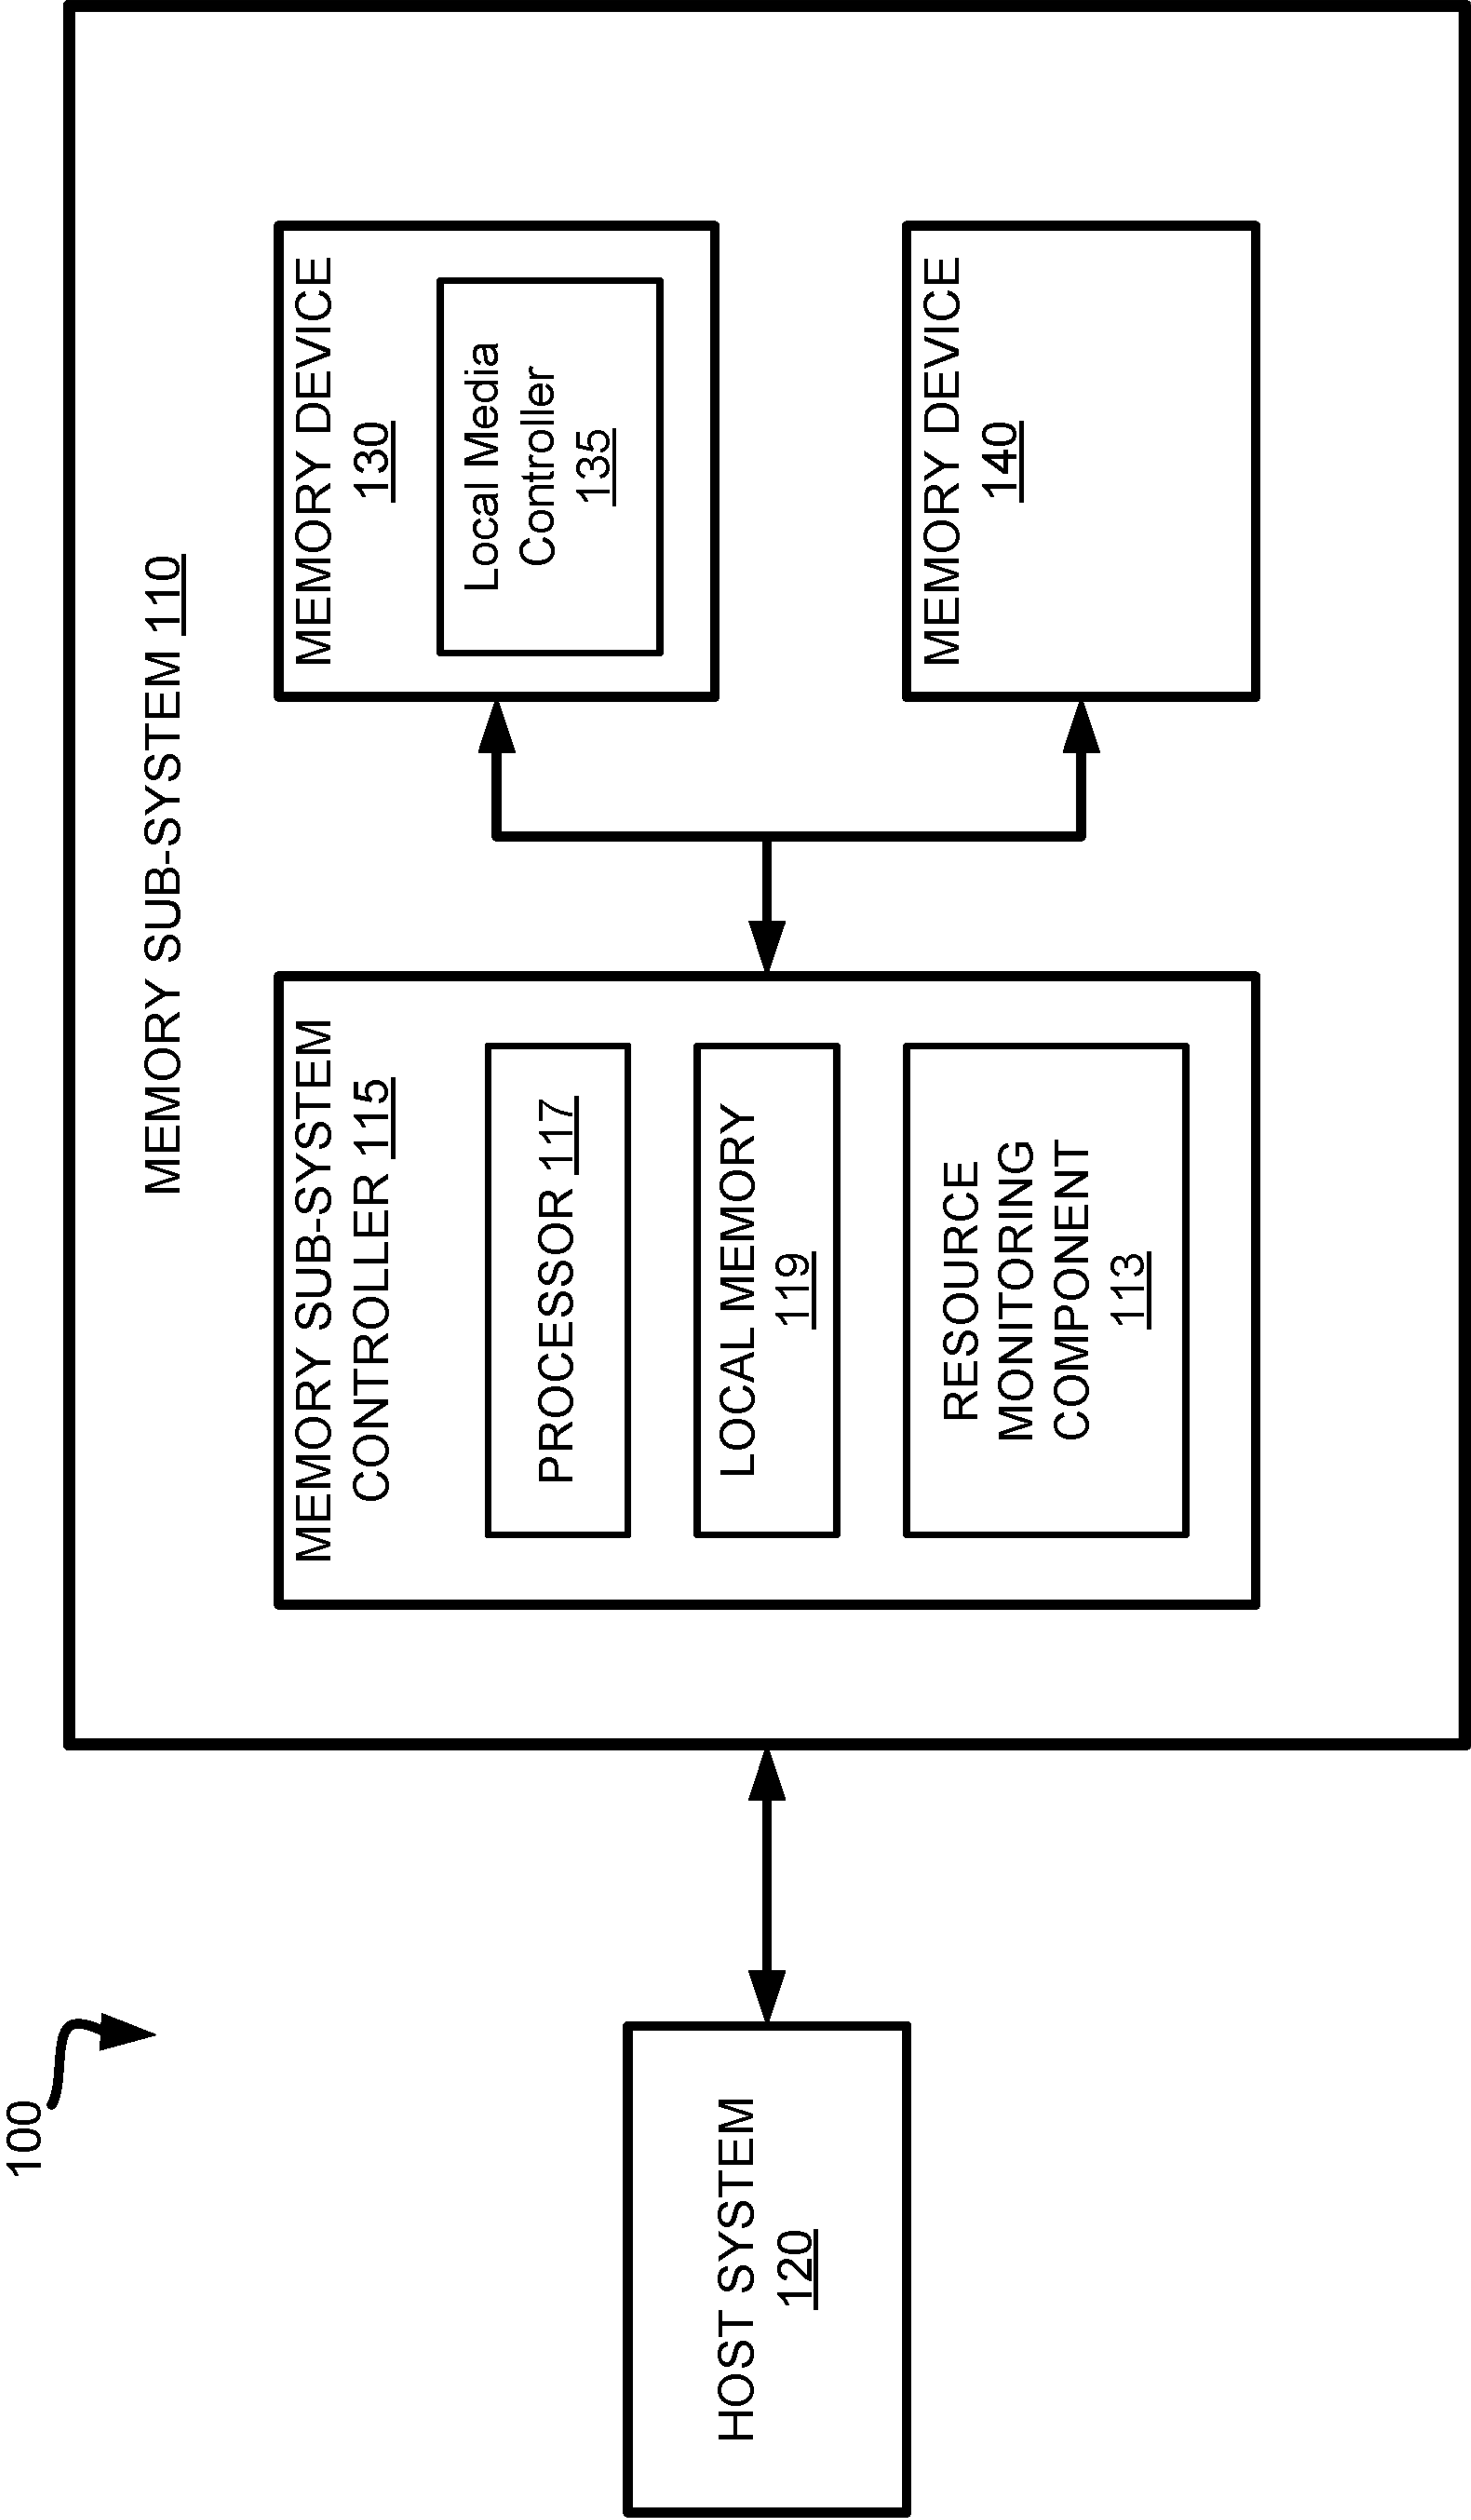 100
HOST SYSTEM
120
MEMORY SUB-SYSTEM 110
MEMORY SUB-SYSTEM
CONTROLLER 115
PROCESSOR 117
LOCAL MEMORY
119
RESOURCE
MONITORING
COMPONENT
113
MEMORY DEVICE
130
Local Media
Controller
135
MEMORY DEVICE
140